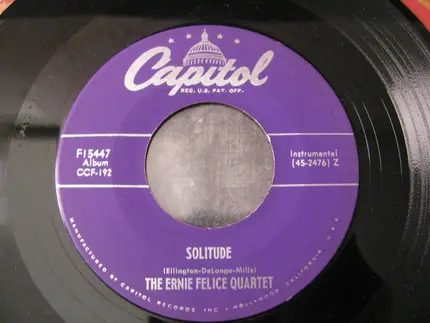 Capitol
REG. U.S. PAT. OFF.
F15447
Album
CCF-192
Instrumental
(45-2476) Z
SOLITUDE
(Ellington-DeLange-Mills)
THE ERNIE FELICE QUARTET
MANUFACTURED BY CAPITOL RECORDS INC • HOLLYWOOD CALIFORNIA, U.S.A.